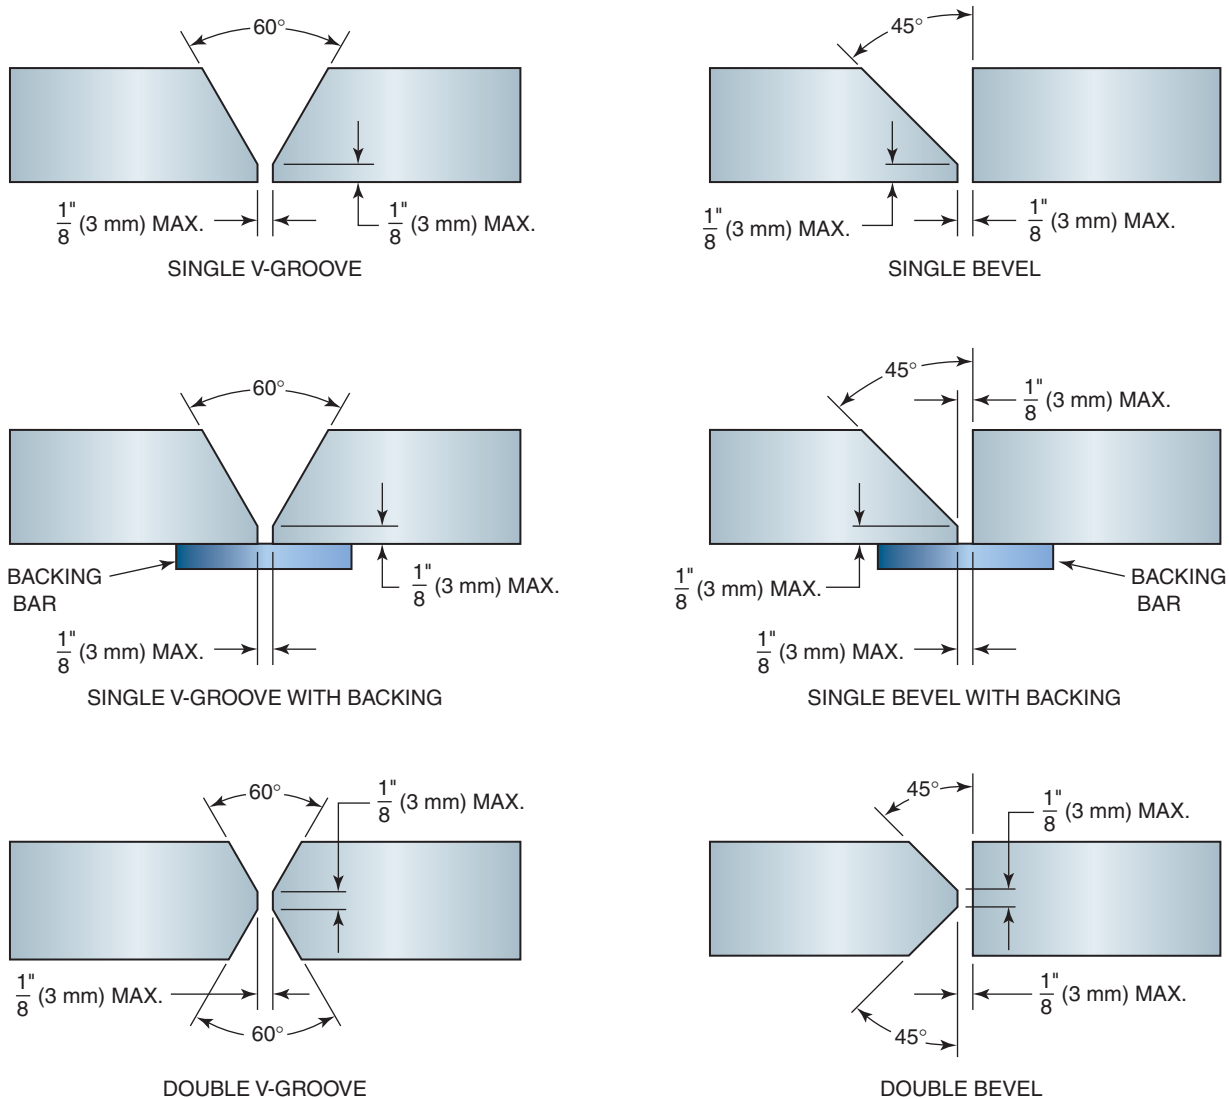 60°
1"
8 (3 mm) MAX.
1"
8 (3 mm) MAX.
SINGLE V-GROOVE
45°
1"
8 (3 mm) MAX.
1"
8 (3 mm) MAX.
SINGLE BEVEL
60°
BACKING
BAR
1"
8 (3 mm) MAX.
1"
8 (3 mm) MAX.
SINGLE V-GROOVE WITH BACKING
45°
1"
8 (3 mm) MAX.
1"
8 (3 mm) MAX.
BACKING
BAR
1"
8 (3 mm) MAX.
SINGLE BEVEL WITH BACKING
60°
1"
8 (3 mm) MAX.
1"
8 (3 mm) MAX.
60°
DOUBLE V-GROOVE
45°
1"
8 (3 mm) MAX.
1"
8 (3 mm) MAX.
45°
DOUBLE BEVEL